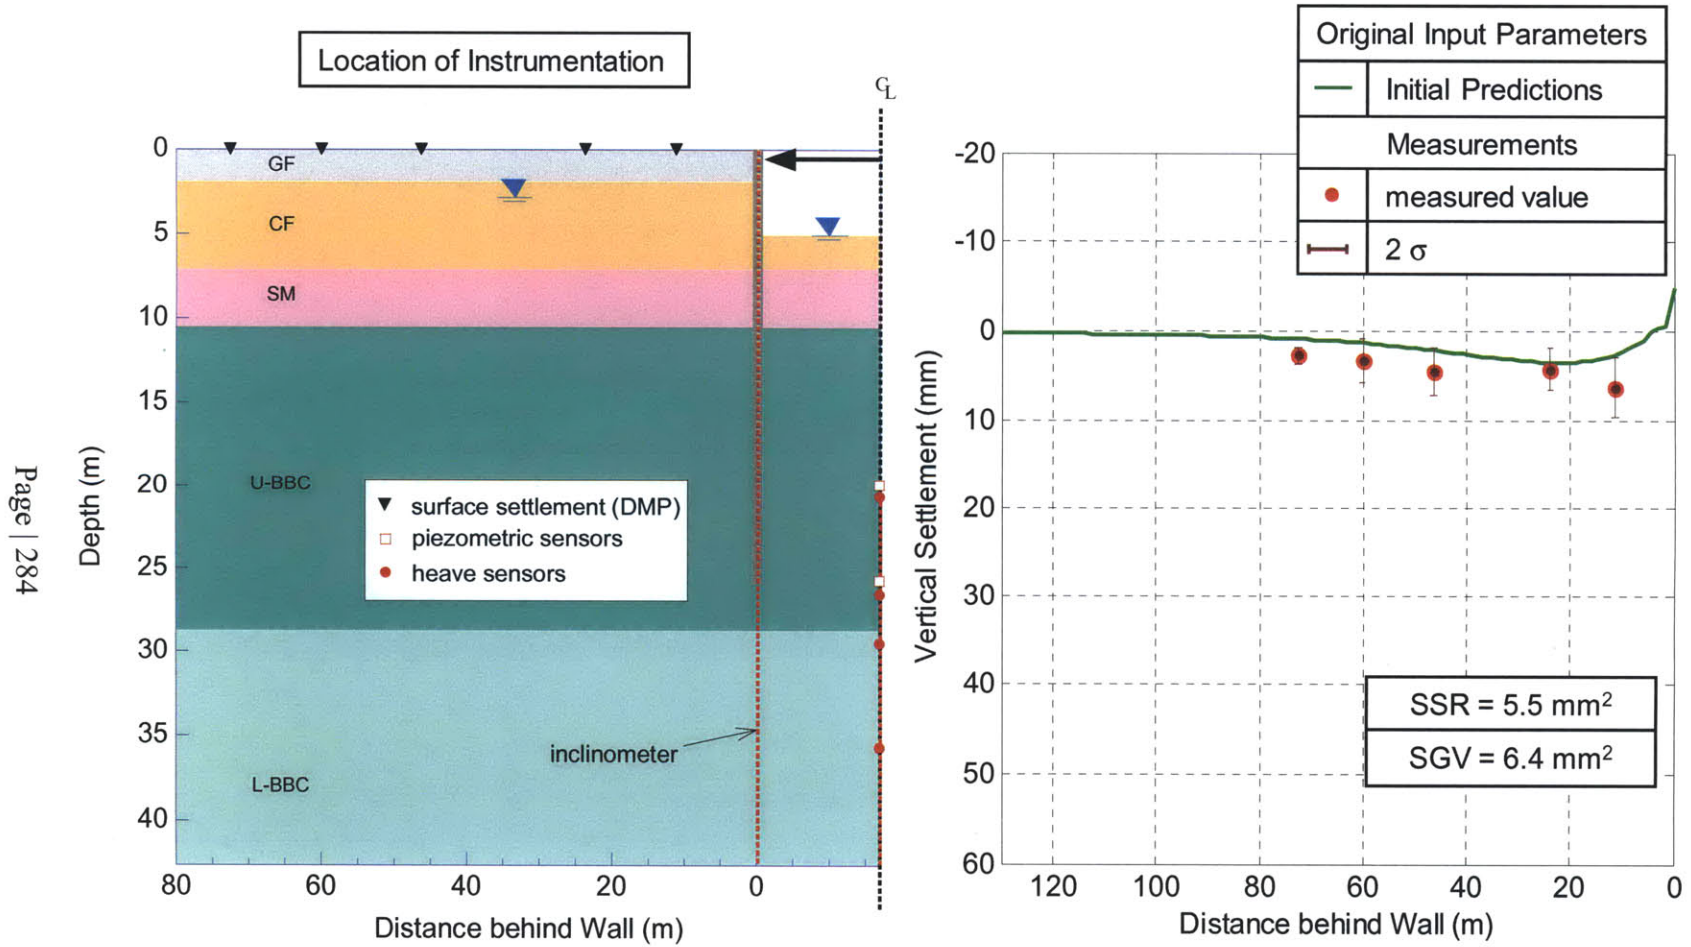 Location of Instrumentation
C
L
0
5
10
15
20
25
30
35
40
Depth (m)
GF
CF
SM
U-BBC
L-BBC
surface settlement (DMP)
piezometric sensors
heave sensors
inclinometer
80
60
40
20
0
Distance behind Wall (m)
Original Input Parameters
Initial Predictions
Measurements
measured value
2 σ
-20
-10
0
10
20
30
40
50
60
Vertical Settlement (mm)
SSR = 5.5 mm²
SGV = 6.4 mm²
120
100
80
60
40
20
0
Distance behind Wall (m)
Page | 284